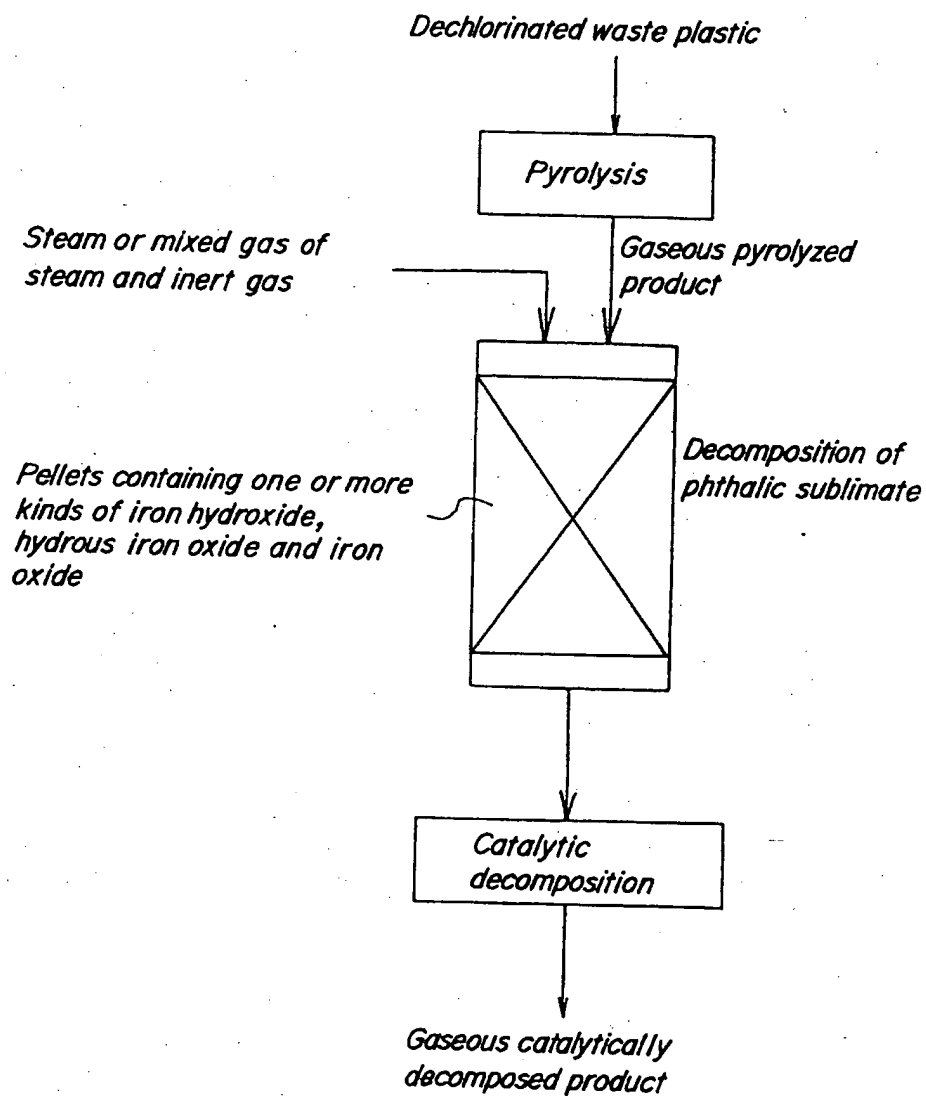 Dechlorinated waste plastic
Pyrolysis
Steam or mixed gas of
steam and inert gas
Gaseous pyrolyzed
product
Pellets containing one or more
kinds of iron hydroxide,
hydrous iron oxide and iron
oxide
Decomposition of
phthalic sublimate
Catalytic
decomposition
Gaseous catalytically
decomposed product